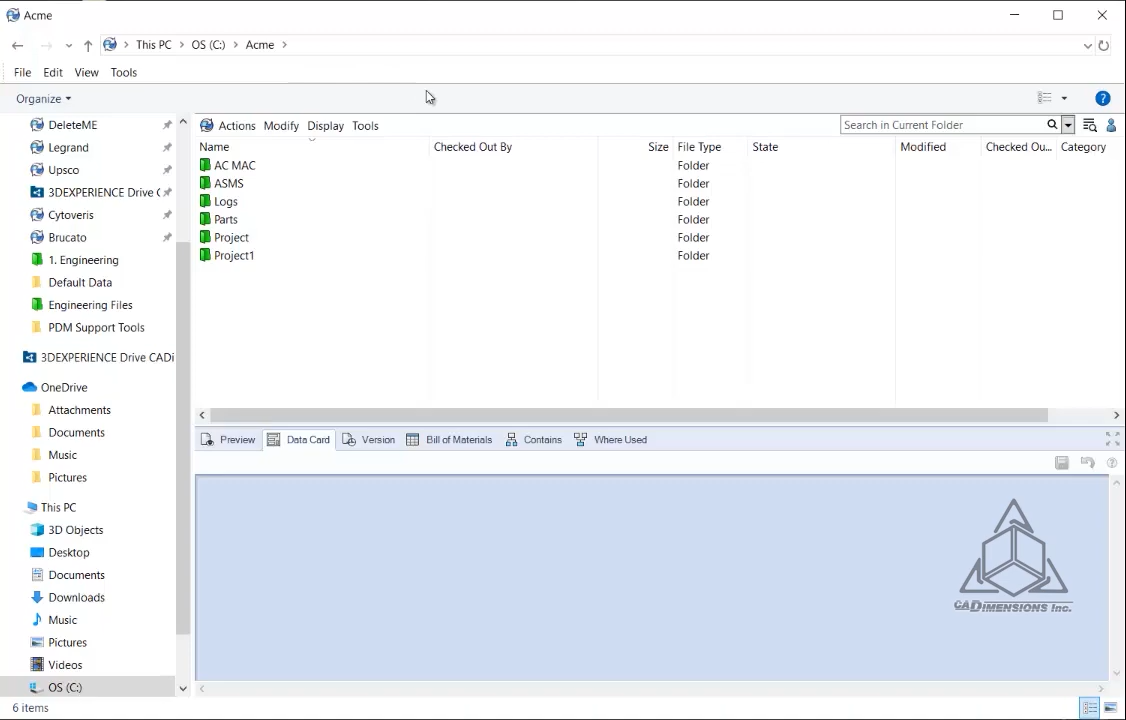 Acme
This PC > OS (C:) > Acme >
File Edit View Tools
Organize
DeleteME
Legrand
Upsco
3DEXPERIENCE Drive (
Cytoveris
Brucato
1. Engineering
Default Data
Engineering Files
PDM Support Tools
3DEXPERIENCE Drive CADi
OneDrive
Attachments
Documents
Music
Pictures
This PC
3D Objects
Desktop
Documents
Downloads
Music
Pictures
Videos
OS (C:)
Actions Modify Display Tools
Search in Current Folder
Name Checked Out By Size File Type State Modified Checked Ou... Category
AC MAC Folder
ASMS Folder
Logs Folder
Parts Folder
Project Folder
Project1 Folder
Preview Data Card Version Bill of Materials Contains Where Used
CADIMENSIONS Inc.
6 items